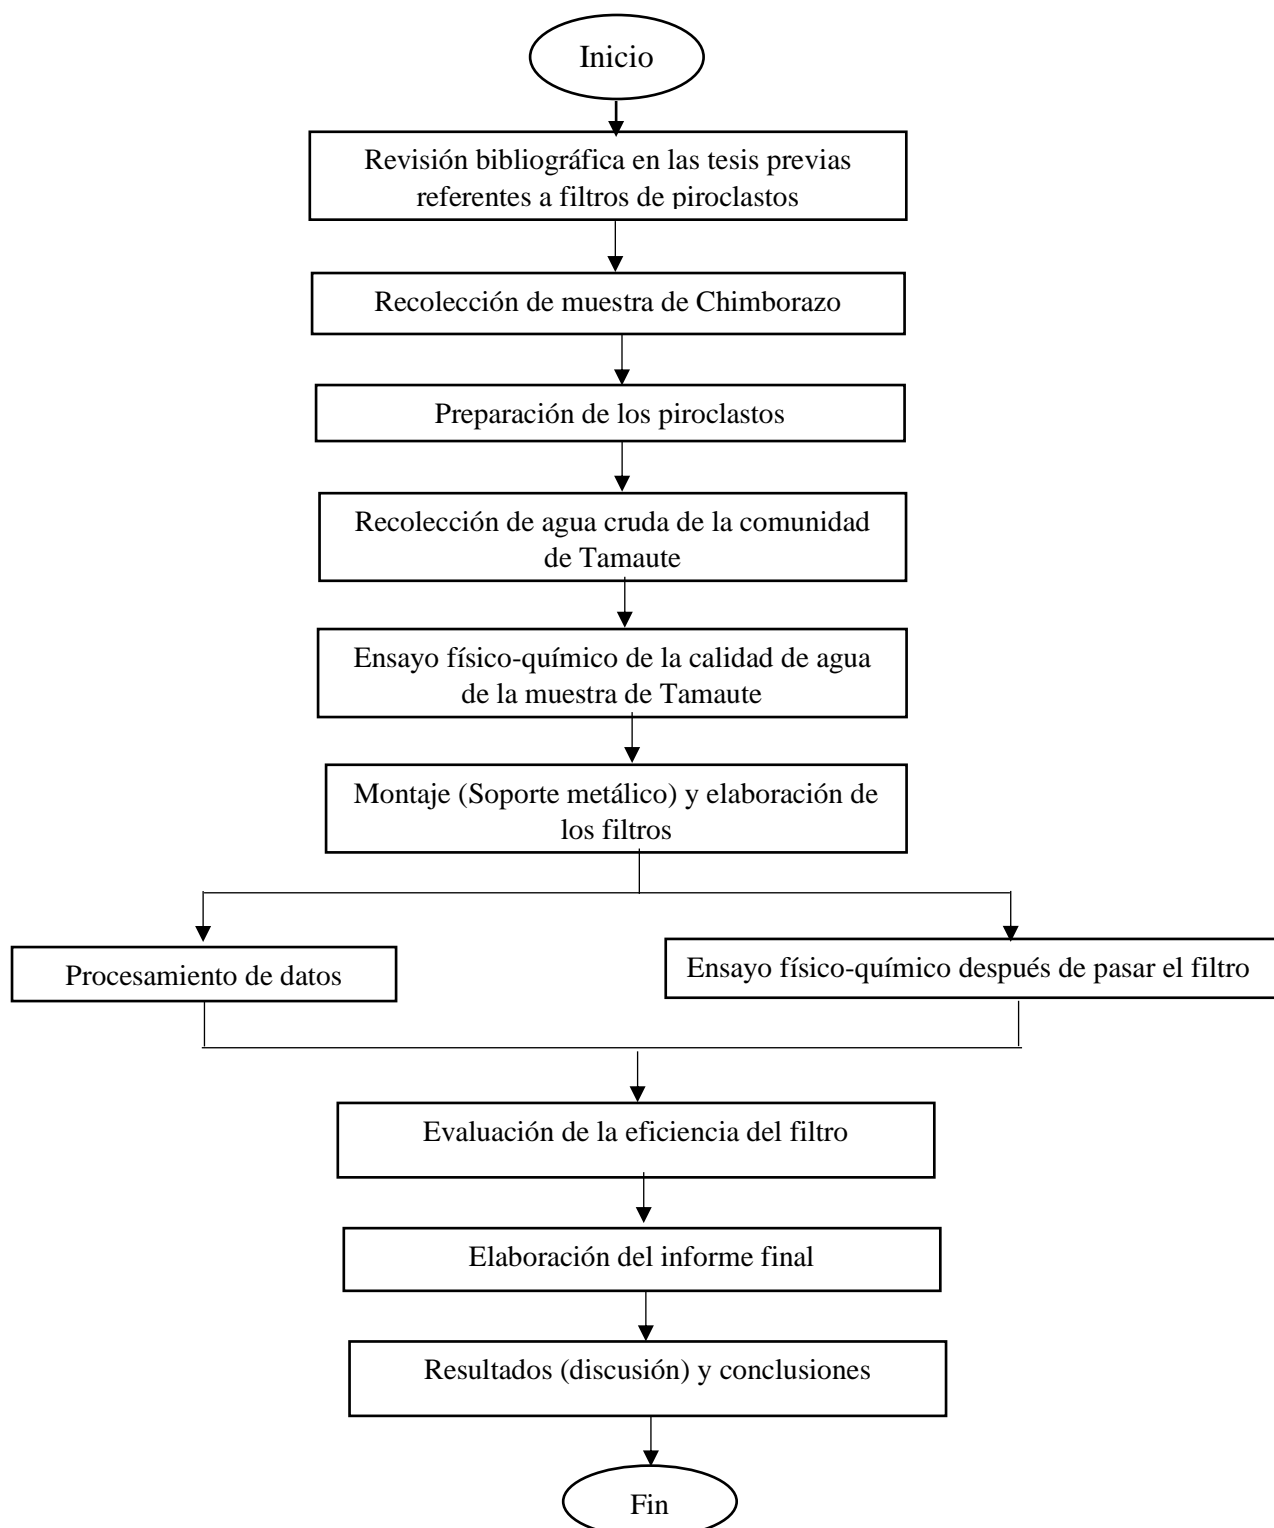 Inicio
Revisión bibliográfica en las tesis previas
referentes a filtros de piroclastos
Recolección de muestra de Chimborazo
Preparación de los piroclastos
Recolección de agua cruda de la comunidad
de Tamaute
Ensayo físico-químico de la calidad de agua
de la muestra de Tamaute
Montaje (Soporte metálico) y elaboración de
los filtros
Procesamiento de datos
Ensayo físico-químico después de pasar el filtro
Evaluación de la eficiencia del filtro
Elaboración del informe final
Resultados (discusión) y conclusiones
Fin